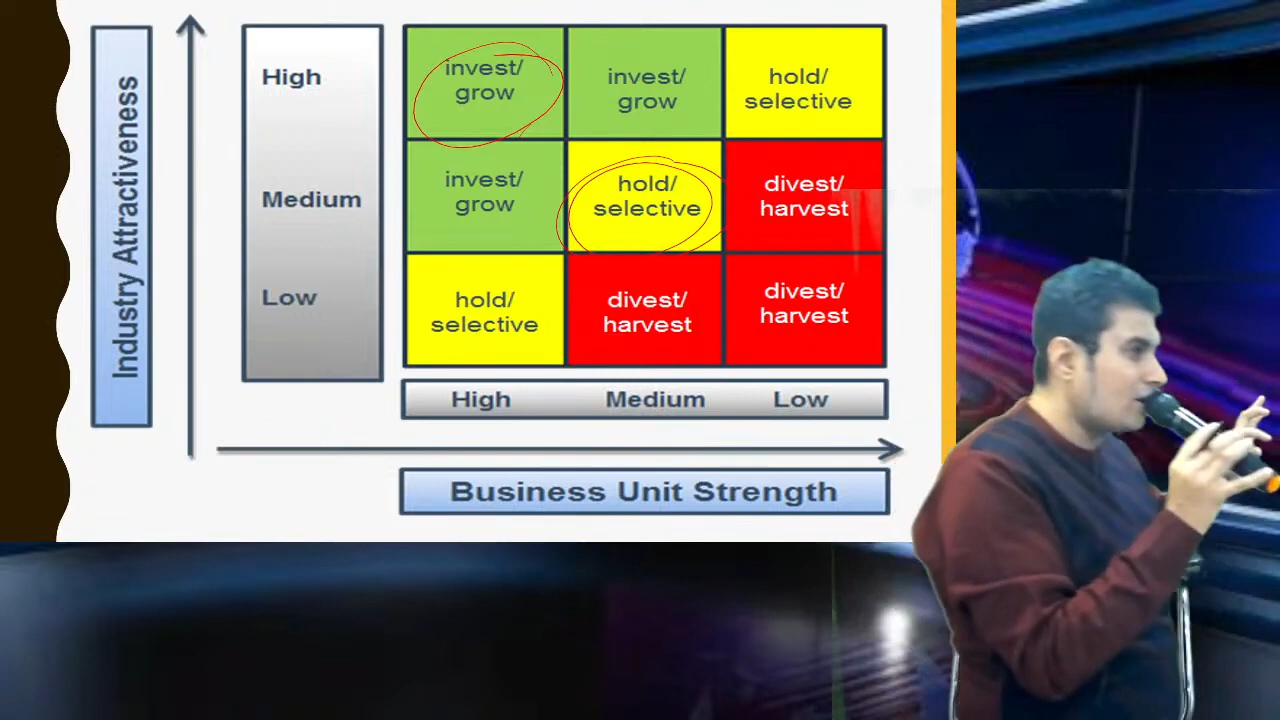 Industry Attractiveness
High
invest/
grow
invest/
grow
hold/
selective
Medium
invest/
grow
hold/
selective
divest/
harvest
Low
hold/
selective
divest/
harvest
divest/
harvest
High
Medium
Low
Business Unit Strength